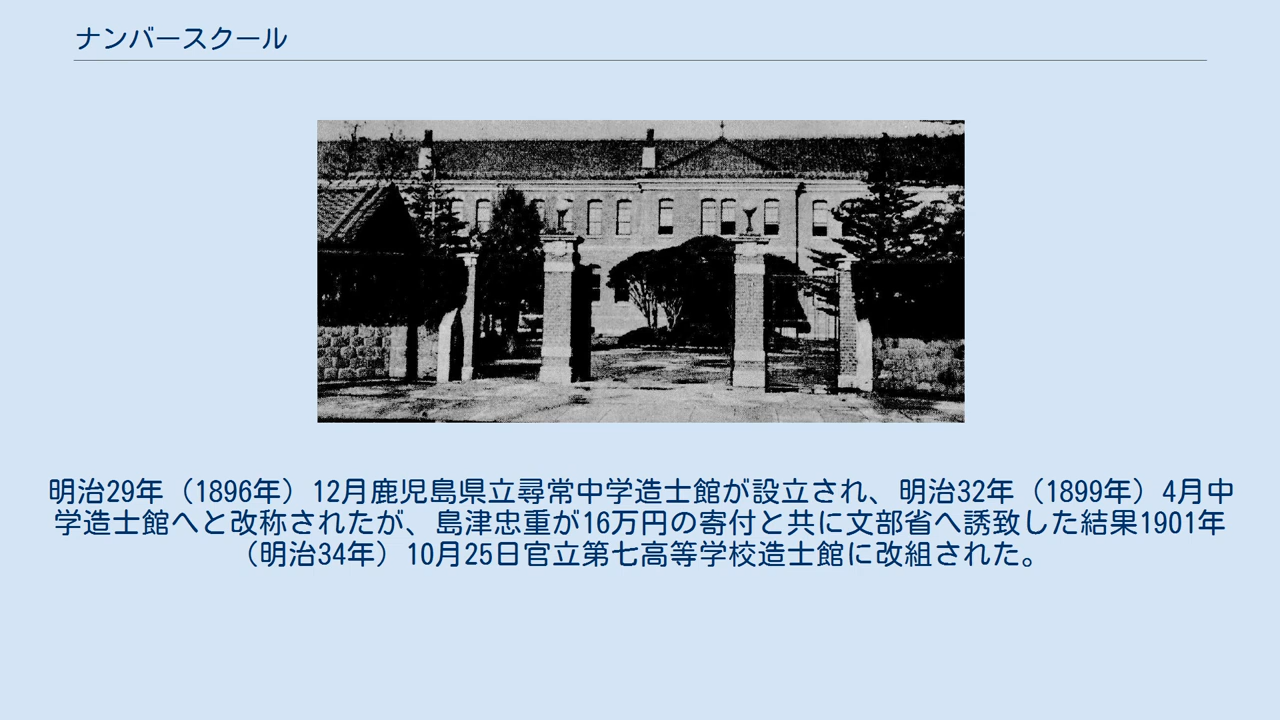 ナンバースクール
明治29年（1896年）12月鹿児島県立尋常中学造士館が設立され、明治32年（1899年）4月中
学造士館へと改称されたが、島津忠重が16万円の寄付と共に文部省へ誘致した結果1901年
（明治34年）10月25日官立第七高等学校造士館に改組された。